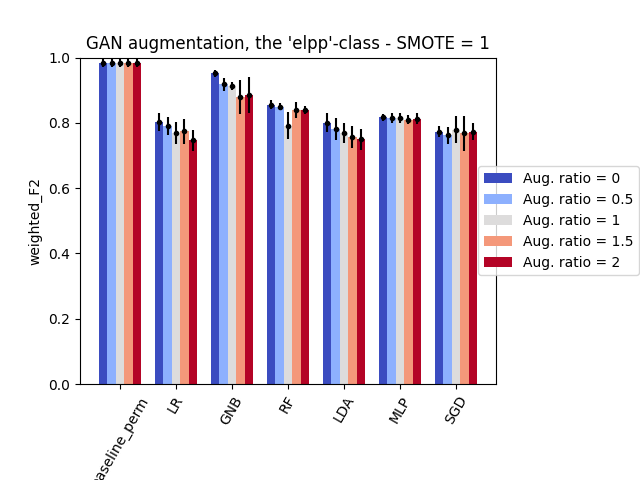 GAN augmentation, the 'elpp'-class - SMOTE = 1
weighted_F2
1.0
0.8
0.6
0.4
0.2
0.0
Aug. ratio = 0
Aug. ratio = 0.5
Aug. ratio = 1
Aug. ratio = 1.5
Aug. ratio = 2
aseline_perm
LR
GNB
RF
LDA
MLP
SGD